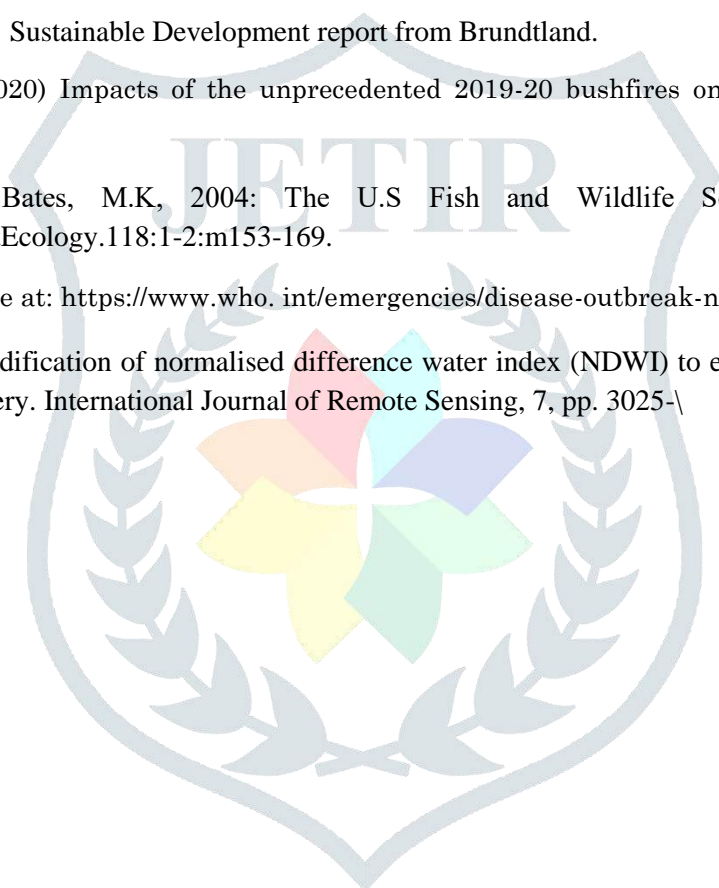 Sustainable Development report from Brundtland.
020) Impacts of the unprecedented 2019-20 bushfires on
JETIR
Bates, M.K, 2004: The U.S Fish and Wildlife S
Ecology.118:1-2:m153-169.
e at: https://www.who. int/emergencies/disease-outbreak-n
dification of normalised difference water index (NDWI) to e
ery. International Journal of Remote Sensing, 7, pp. 3025-\